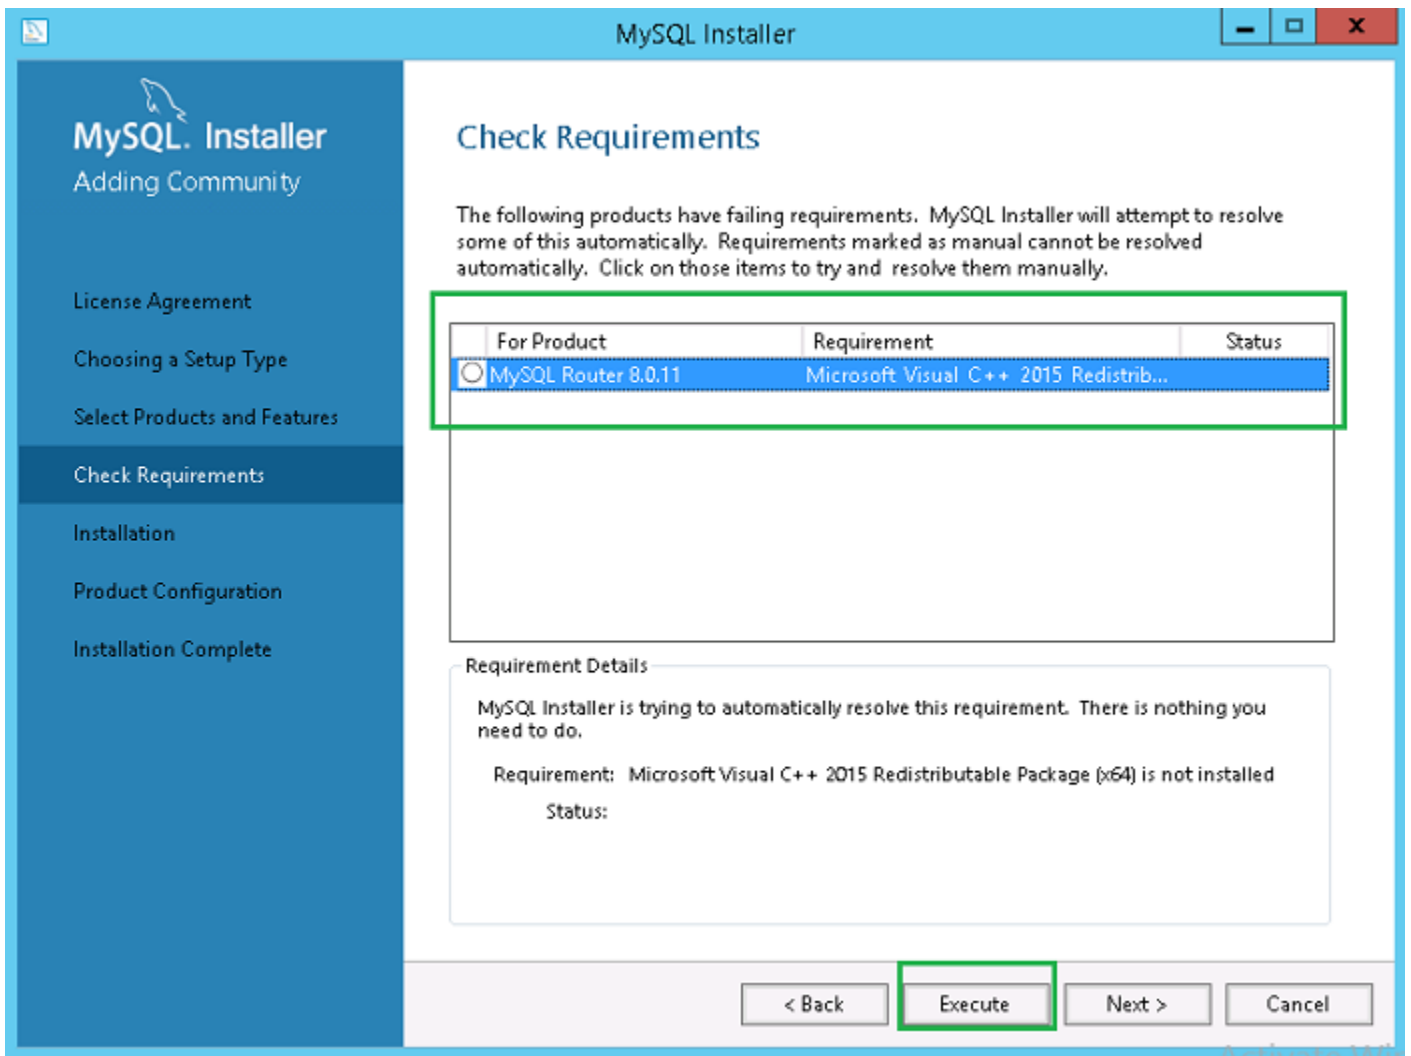 MySQL Installer
MySQL. Installer
Adding Community
License Agreement
Choosing a Setup Type
Select Products and Features
Check Requirements
Installation
Product Configuration
Installation Complete
Check Requirements
The following products have failing requirements. MySQL Installer will attempt to resolve
some of this automatically. Requirements marked as manual cannot be resolved
automatically. Click on those items to try and resolve them manually.
For Product Requirement Status
MySQL Router 8.0.11 Microsoft Visual C++ 2015 Redistrib...
Requirement Details
MySQL Installer is trying to automatically resolve this requirement. There is nothing you
need to do.
Requirement: Microsoft Visual C++ 2015 Redistributable Package (x64) is not installed
Status:
< Back Execute Next > Cancel